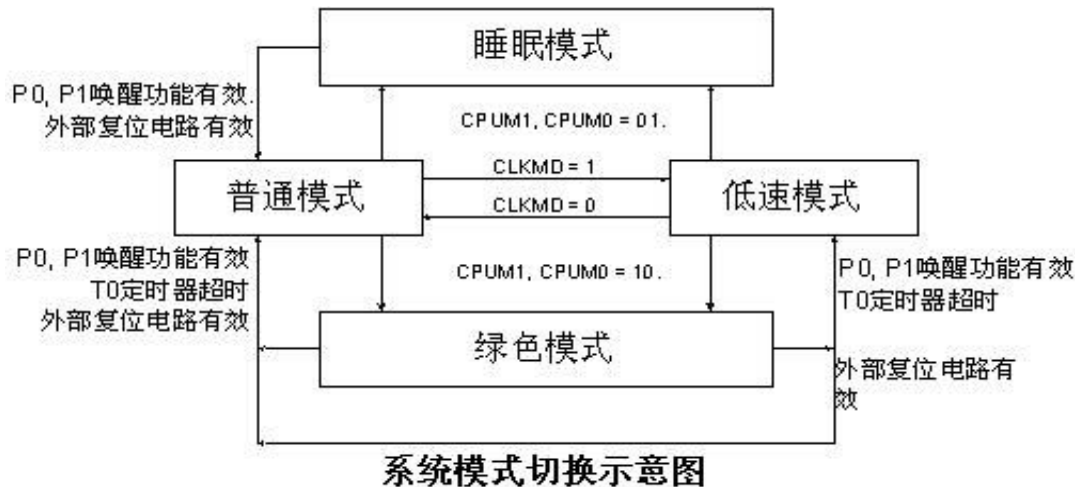 睡眠模式
P0, P1唤醒功能有效.
外部复位电路有效
CPUM1, CPUM0 = 01.
普通模式
CLKMD = 1
CLKMD = 0
低速模式
P0, P1唤醒功能有效
T0定时器超时
外部复位电路有效
CPUM1, CPUM0 = 10.
P0, P1唤醒功能有效
T0定时器超时
绿色模式
外部复位电路有
效
系统模式切换示意图